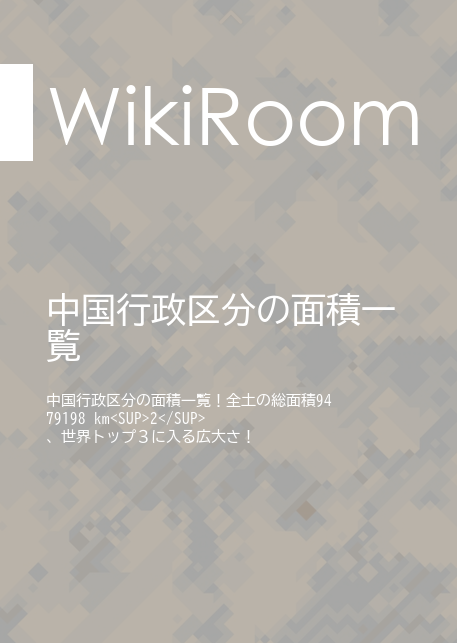 WikiRoom
中国行政区分の面積一
覧
中国行政区分の面積一覧！全土の総面積94
79198 km<SUP>2</SUP>
、世界トップ３に入る広大さ！